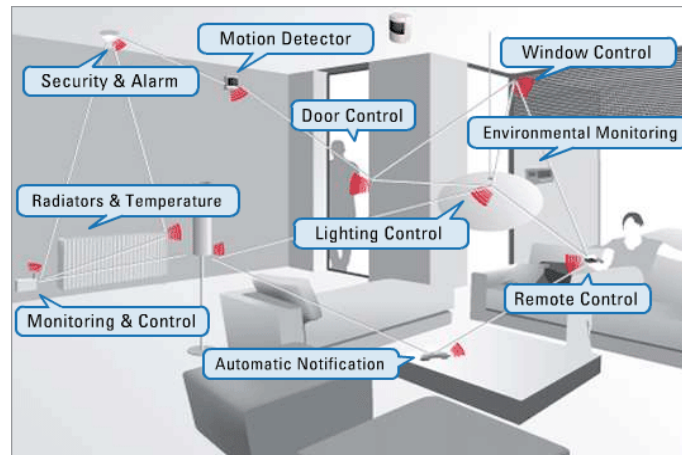 Motion Detector
Window Control
Security & Alarm
Door Control
Environmental Monitoring
Radiators & Temperature
Lighting Control
Remote Control
Monitoring & Control
Automatic Notification